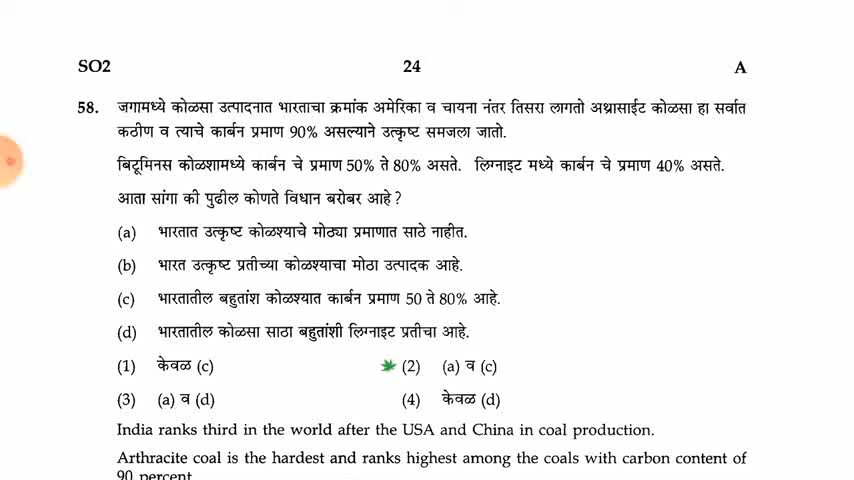 SO2 24 A
58. जगामध्ये कोळसा उत्पादनात भारताचा क्रमांक अमेरिका व चायना नंतर तिसरा लागतो अथ्रासाईट कोळसा हा सर्वात
कठीण व त्याचे कार्बन प्रमाण 90% असल्याने उत्कृष्ट समजला जातो.
बिटूमिनस कोळशामध्ये कार्बन चे प्रमाण 50% ते 80% असते. लिग्नाइट मध्ये कार्बन चे प्रमाण 40% असते.
आता सांगा की पुढील कोणते विधान बरोबर आहे ?
(a) भारतात उत्कृष्ट कोळश्याचे मोठ्या प्रमाणात साठे नाहीत.
(b) भारत उत्कृष्ट प्रतीच्या कोळश्याचा मोठा उत्पादक आहे.
(c) भारतातील बहुतांश कोळश्यात कार्बन प्रमाण 50 ते 80% आहे.
(d) भारतातील कोळसा साठा बहुतांशी लिग्नाइट प्रतीचा आहे.
(1) केवळ (c) (2) (a) व (c)
(3) (a) व (d) (4) केवळ (d)
India ranks third in the world after the USA and China in coal production.
Arthracite coal is the hardest and ranks highest among the coals with carbon content of
90 percent.